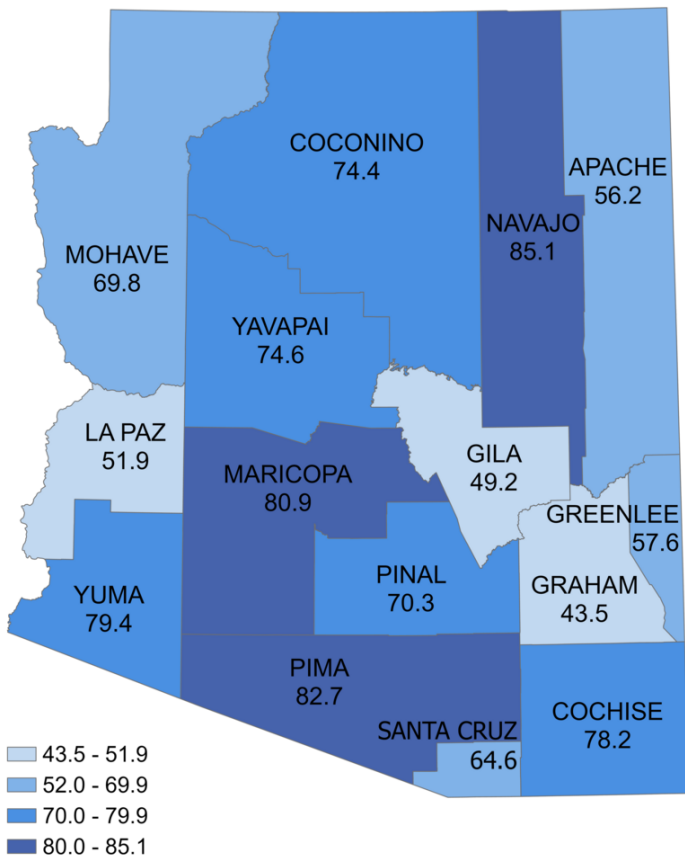 COCONINO
74.4
APACHE
56.2
NAVAJO
85.1
MOHAVE
69.8
YAVAPAI
74.6
LA PAZ
51.9
GILA
49.2
MARICOPA
80.9
GREENLEE
57.6
YUMA
79.4
PINAL
70.3
GRAHAM
43.5
PIMA
82.7
SANTA CRUZ
64.6
COCHISE
78.2
43.5 - 51.9
52.0 - 69.9
70.0 - 79.9
80.0 - 85.1